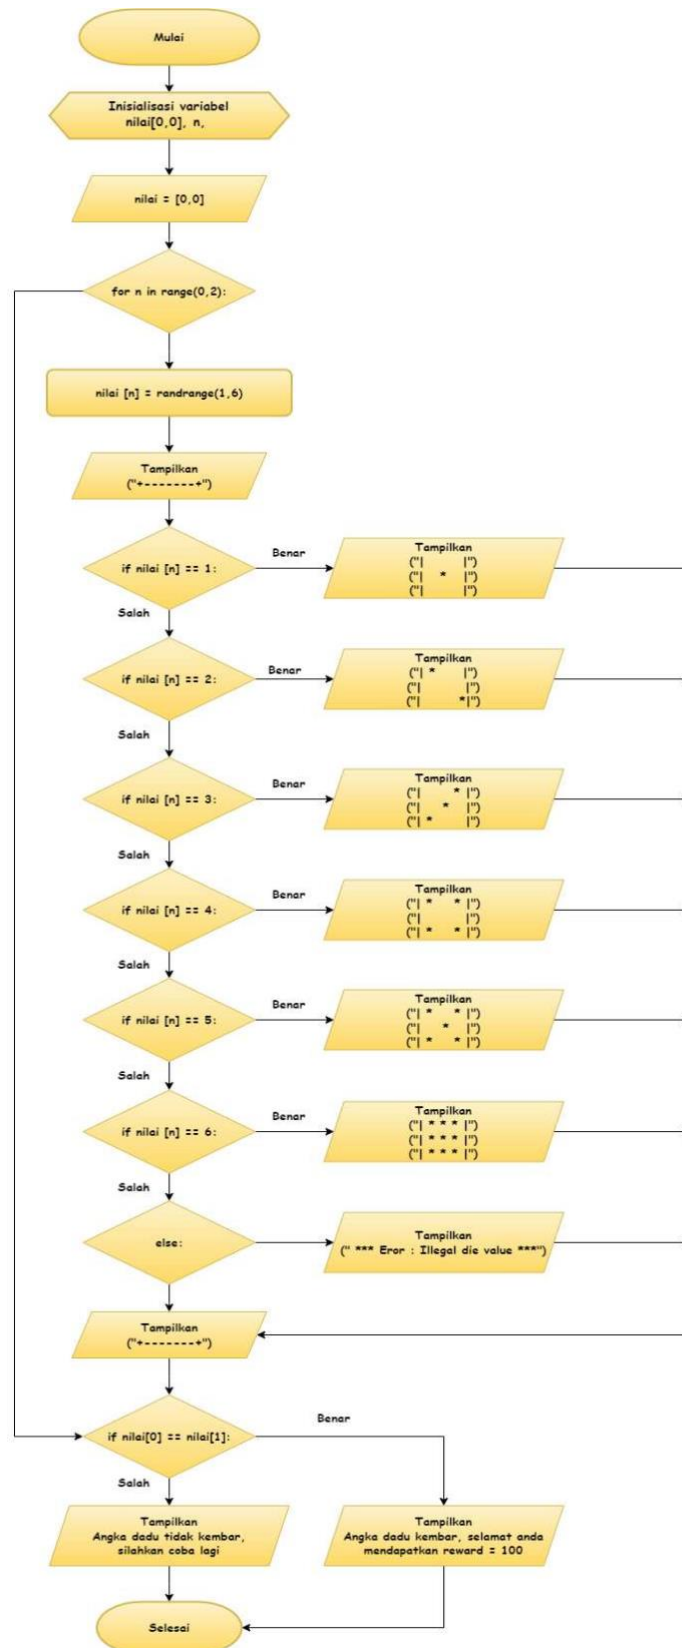 Mulai
Inisialisasi variabel
nilai[0,0], n,
nilai = [0,0]
for n in range(0,2):
nilai [n] = randrange(1,6)
Tampilkan
("+-------+")
if nilai [n] == 1:
Benar
Tampilkan
("|       |")
("|   *   |")
("|       |")
Salah
if nilai [n] == 2:
Benar
Tampilkan
("| *     |")
("|       |")
("|      *|")
Salah
if nilai [n] == 3:
Benar
Tampilkan
("|     * |")
("|   *   |")
("| *     |")
Salah
if nilai [n] == 4:
Benar
Tampilkan
("| *   * |")
("|       |")
("| *   * |")
Salah
if nilai [n] == 5:
Benar
Tampilkan
("| *   * |")
("|   *   |")
("| *   * |")
Salah
if nilai [n] == 6:
Benar
Tampilkan
("| * * * |")
("| * * * |")
("| * * * |")
Salah
else:
Tampilkan
(" *** Eror : Illegal die value ***")
Tampilkan
("+-------+")
if nilai[0] == nilai[1]:
Benar
Salah
Tampilkan
Angka dadu tidak kembar,
silahkan coba lagi
Tampilkan
Angka dadu kembar, selamat anda
mendapatkan reward = 100
Selesai